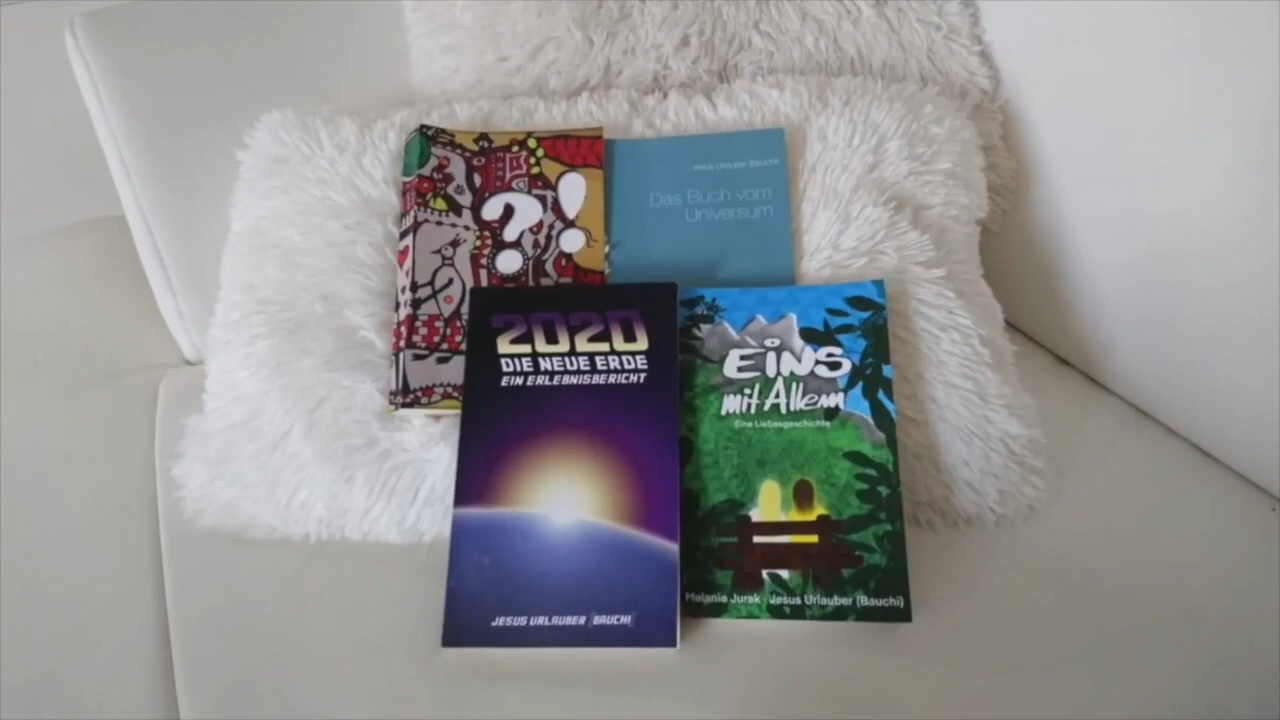 ?!
Jesus Urlauber (Bauchi)
Das Buch vom
Universum
2020
DIE NEUE ERDE
EIN ERLEBNISBERICHT
JESUS URLAUBER (BAUCHI)
EiNS
mit Allem
Eine Liebesgeschichte
Melanie Jurak · Jesus Urlauber (Bauchi)